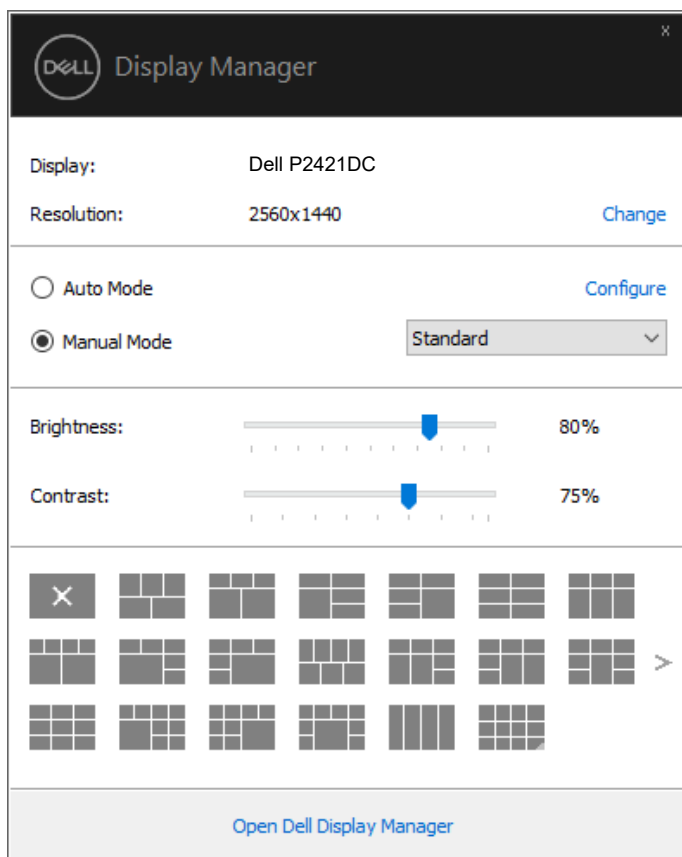 x
DELL Display Manager
Display: Dell P2421DC
Resolution: 2560x1440 Change
Auto Mode Configure
Manual Mode Standard
Brightness: 80%
Contrast: 75%
Open Dell Display Manager